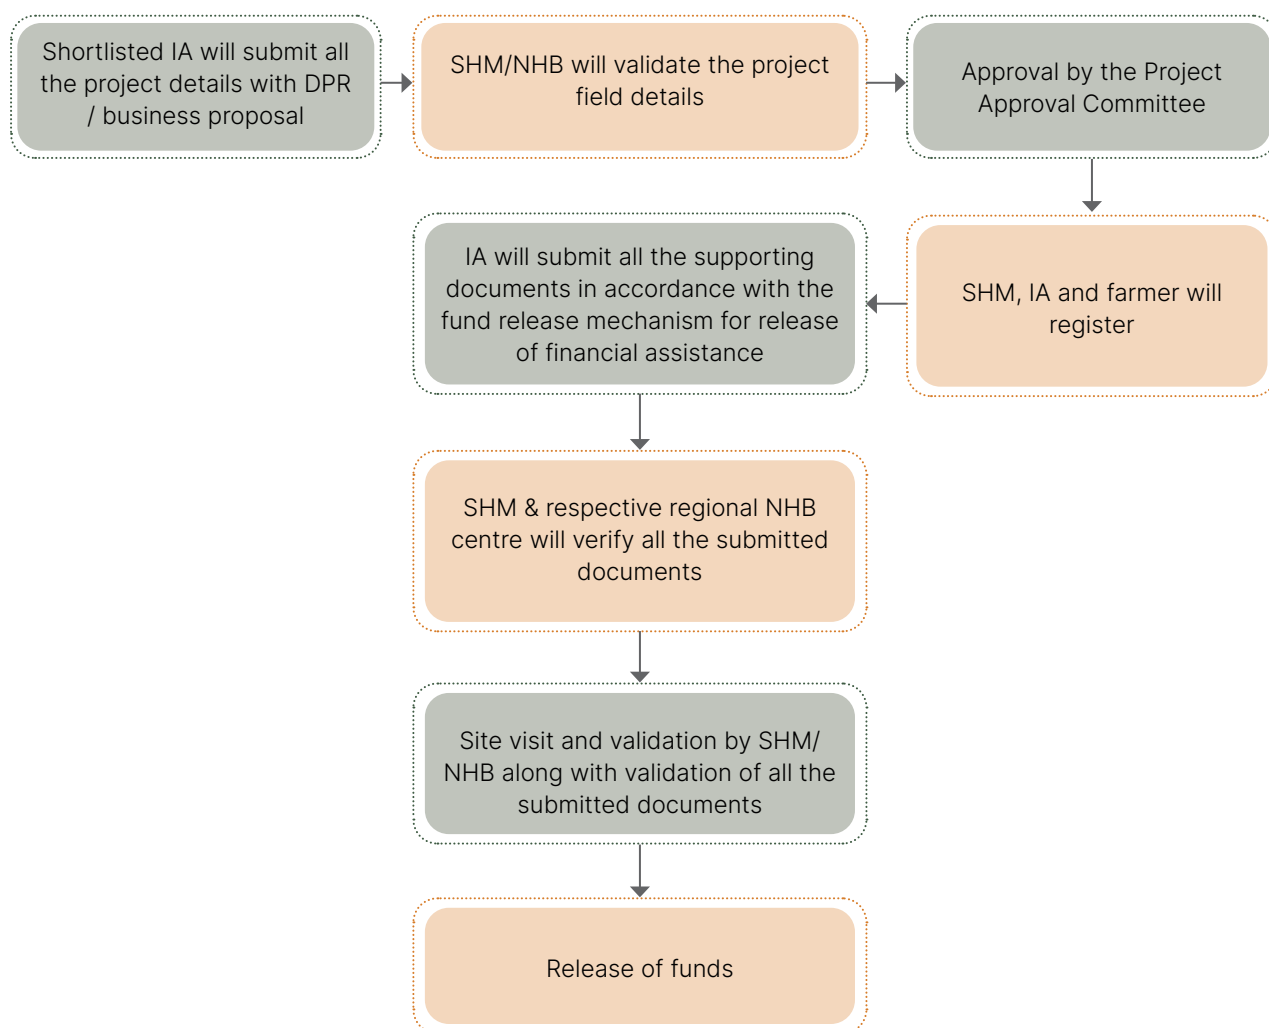 Shortlisted IA will submit all
the project details with DPR
/ business proposal
SHM/NHB will validate the project
field details
Approval by the Project
Approval Committee
SHM, IA and farmer will
register
IA will submit all the supporting
documents in accordance with the
fund release mechanism for release
of financial assistance
SHM & respective regional NHB
centre will verify all the submitted
documents
Site visit and validation by SHM/
NHB along with validation of all the
submitted documents
Release of funds